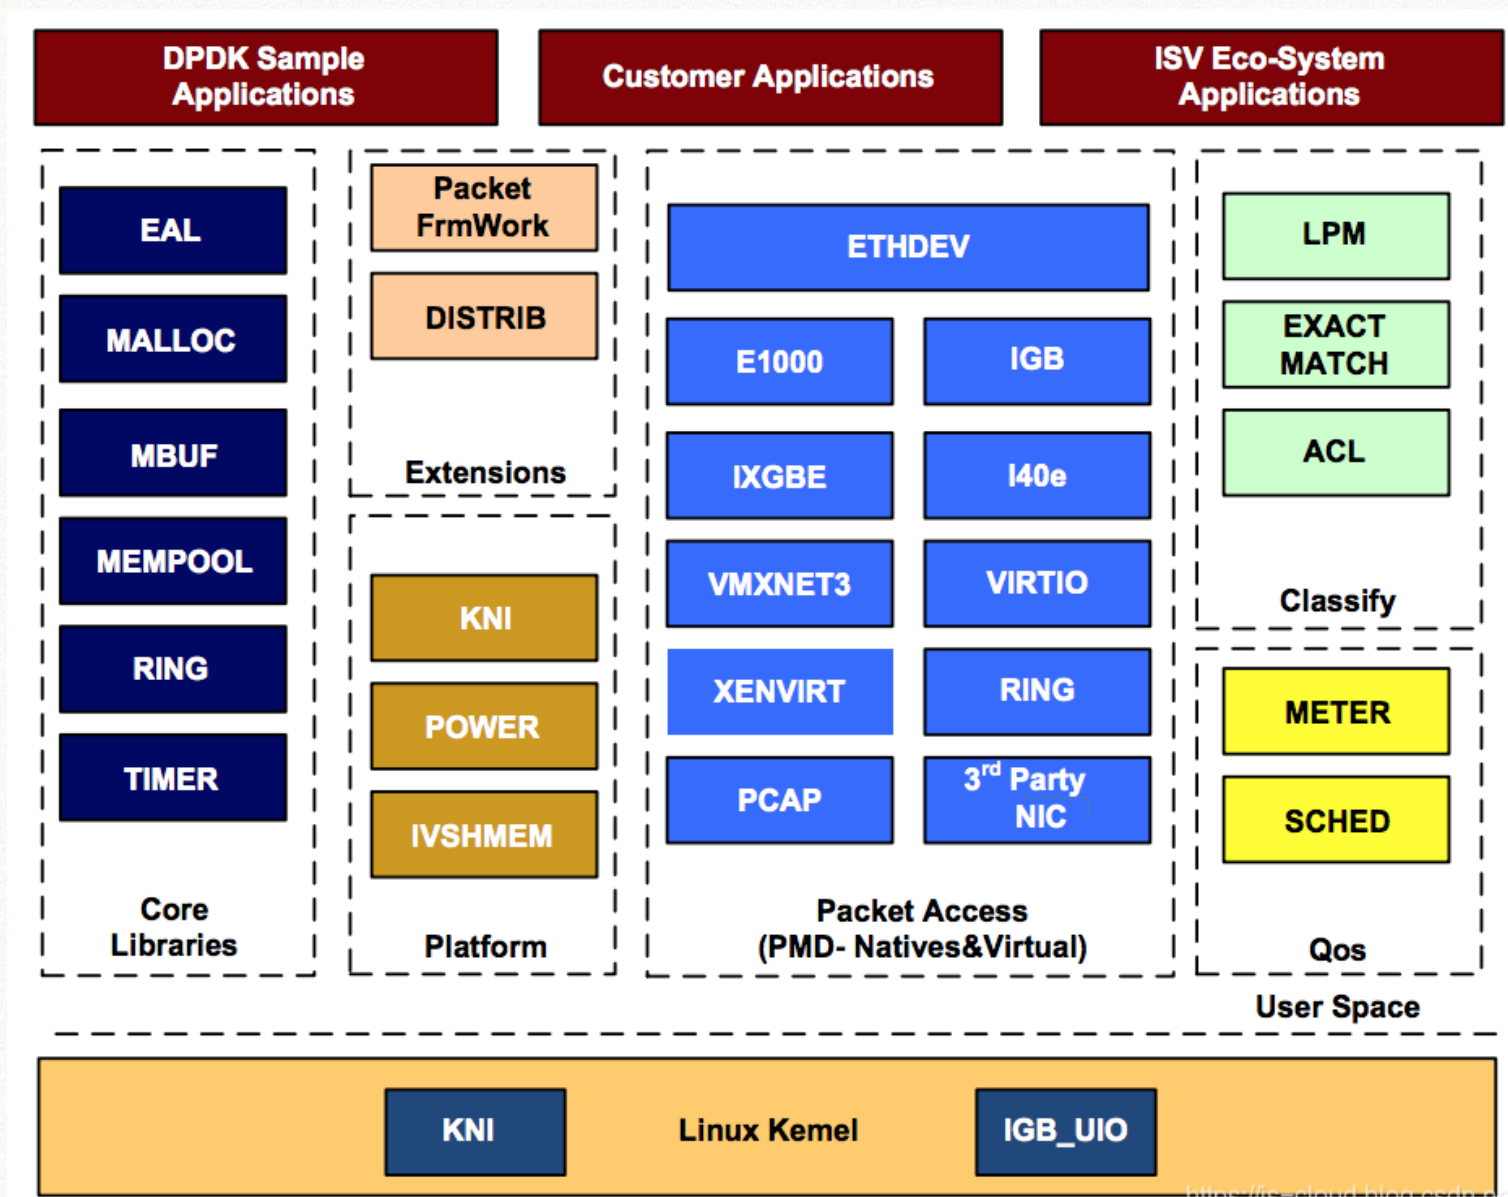 DPDK Sample
Applications
Customer Applications
ISV Eco-System
Applications
EAL
MALLOC
MBUF
MEMPOOL
RING
TIMER
Core
Libraries
Packet
FrmWork
DISTRIB
Extensions
KNI
POWER
IVSHMEM
Platform
ETHDEV
E1000
IGB
IXGBE
I40e
VMXNET3
VIRTIO
XENVIRT
RING
PCAP
3rd Party
NIC
Packet Access
(PMD- Natives&Virtual)
LPM
EXACT
MATCH
ACL
Classify
METER
SCHED
Qos
User Space
KNI
Linux Kernel
IGB_UIO